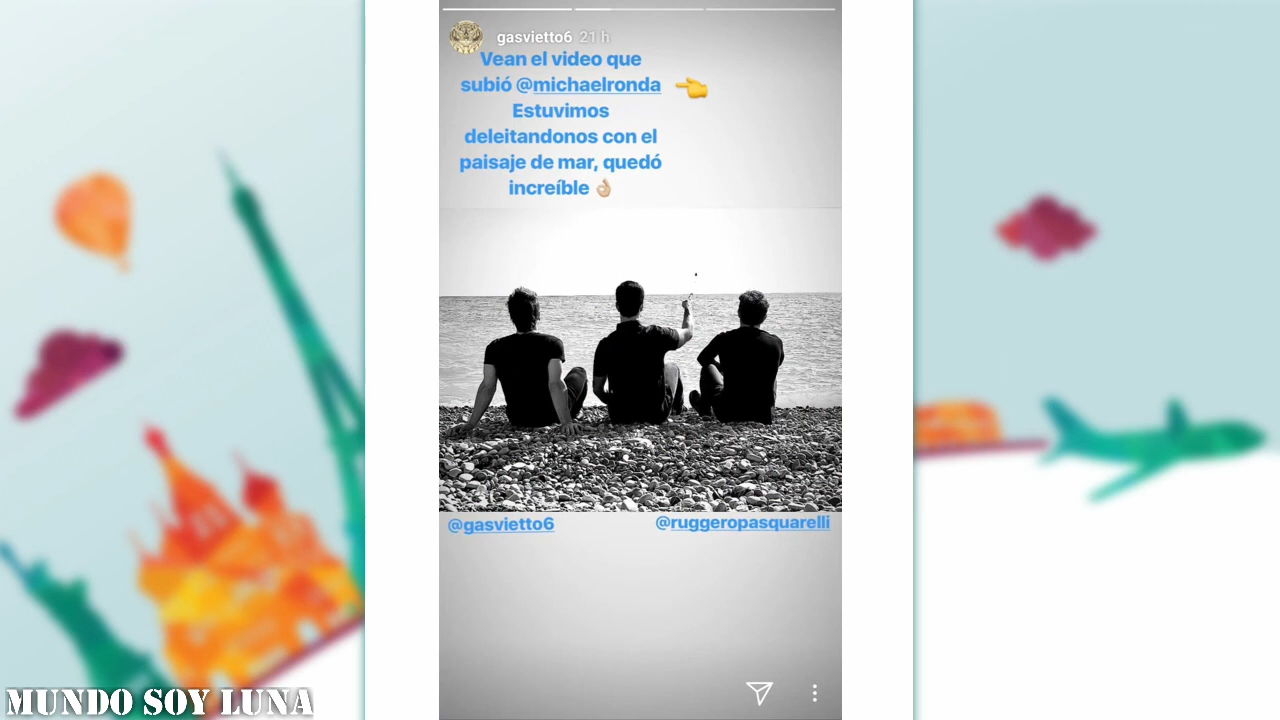 gasvietto6 21 h
Vean el video que
subió @michaelronda
Estuvimos
deleitandonos con el
paisaje de mar, quedó
increíble
@gasvietto6 @ruggeropasquarelli
MUNDO SOY LUNA